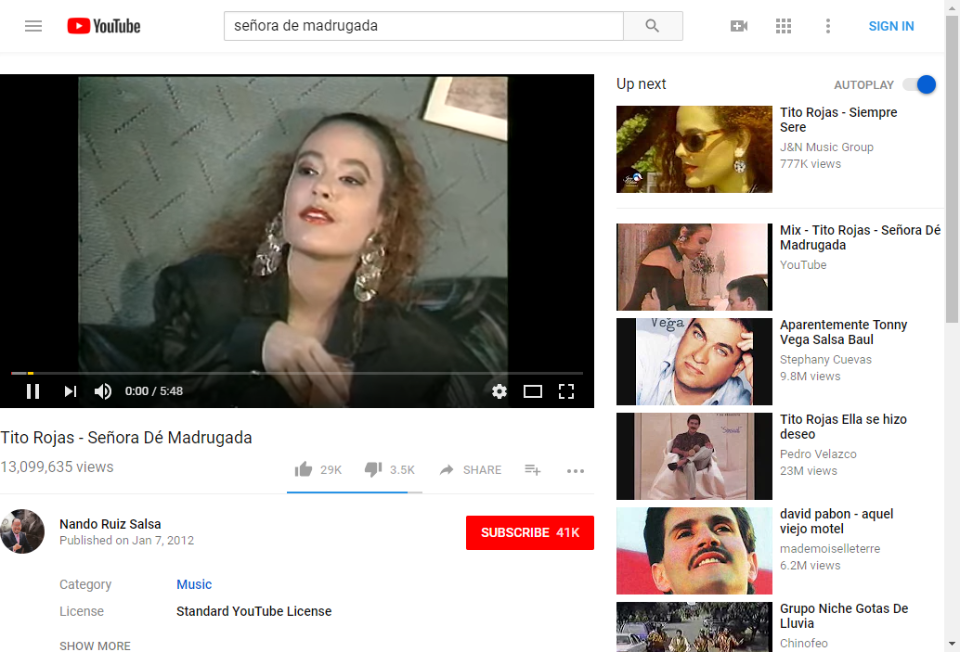 YouTube
señora de madrugada
SIGN IN
0:00 / 5:48
Tito Rojas - Señora Dé Madrugada
13,099,635 views
29K
3.5K
SHARE
Nando Ruiz Salsa
Published on Jan 7, 2012
SUBSCRIBE 41K
Category
Music
License
Standard YouTube License
SHOW MORE
Up next
AUTOPLAY
Tito Rojas - Siempre
Sere
J&N Music Group
777K views
Mix - Tito Rojas - Señora Dé
Madrugada
YouTube
Vega
Aparentemente Tonny
Vega Salsa Baul
Stephany Cuevas
9.8M views
Tito Rojas Ella se hizo
deseo
Pedro Velazco
23M views
david pabon - aquel
viejo motel
mademoiselleterre
6.2M views
Grupo Niche Gotas De
Lluvia
Chinofeo